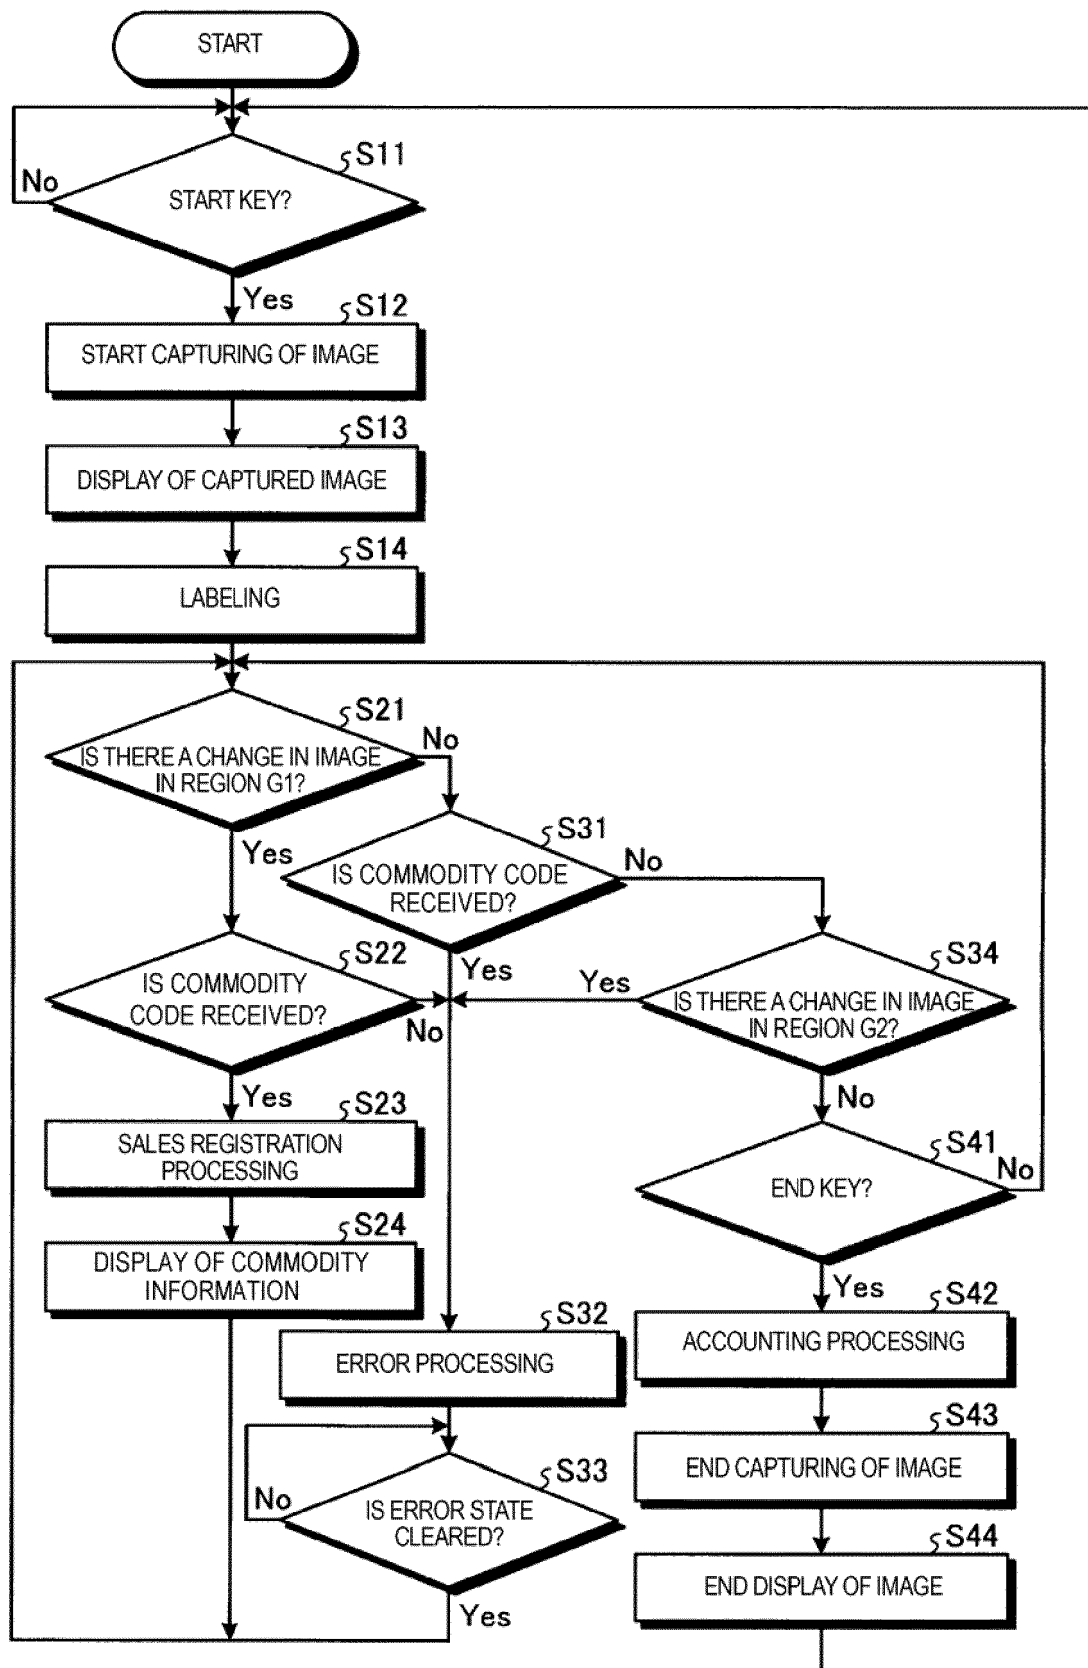 START
S11
No
START KEY?
Yes
S12
START CAPTURING OF IMAGE
S13
DISPLAY OF CAPTURED IMAGE
S14
LABELING
S21
No
IS THERE A CHANGE IN IMAGE
IN REGION G1?
Yes
S31
No
IS COMMODITY CODE
RECEIVED?
S22
Yes
Yes
S34
IS COMMODITY
CODE RECEIVED?
No
IS THERE A CHANGE IN IMAGE
IN REGION G2?
Yes
No
S23
SALES REGISTRATION
PROCESSING
S41
No
END KEY?
S24
DISPLAY OF COMMODITY
INFORMATION
Yes
S42
ACCOUNTING PROCESSING
S32
ERROR PROCESSING
S43
END CAPTURING OF IMAGE
S33
No
IS ERROR STATE
CLEARED?
Yes
S44
END DISPLAY OF IMAGE